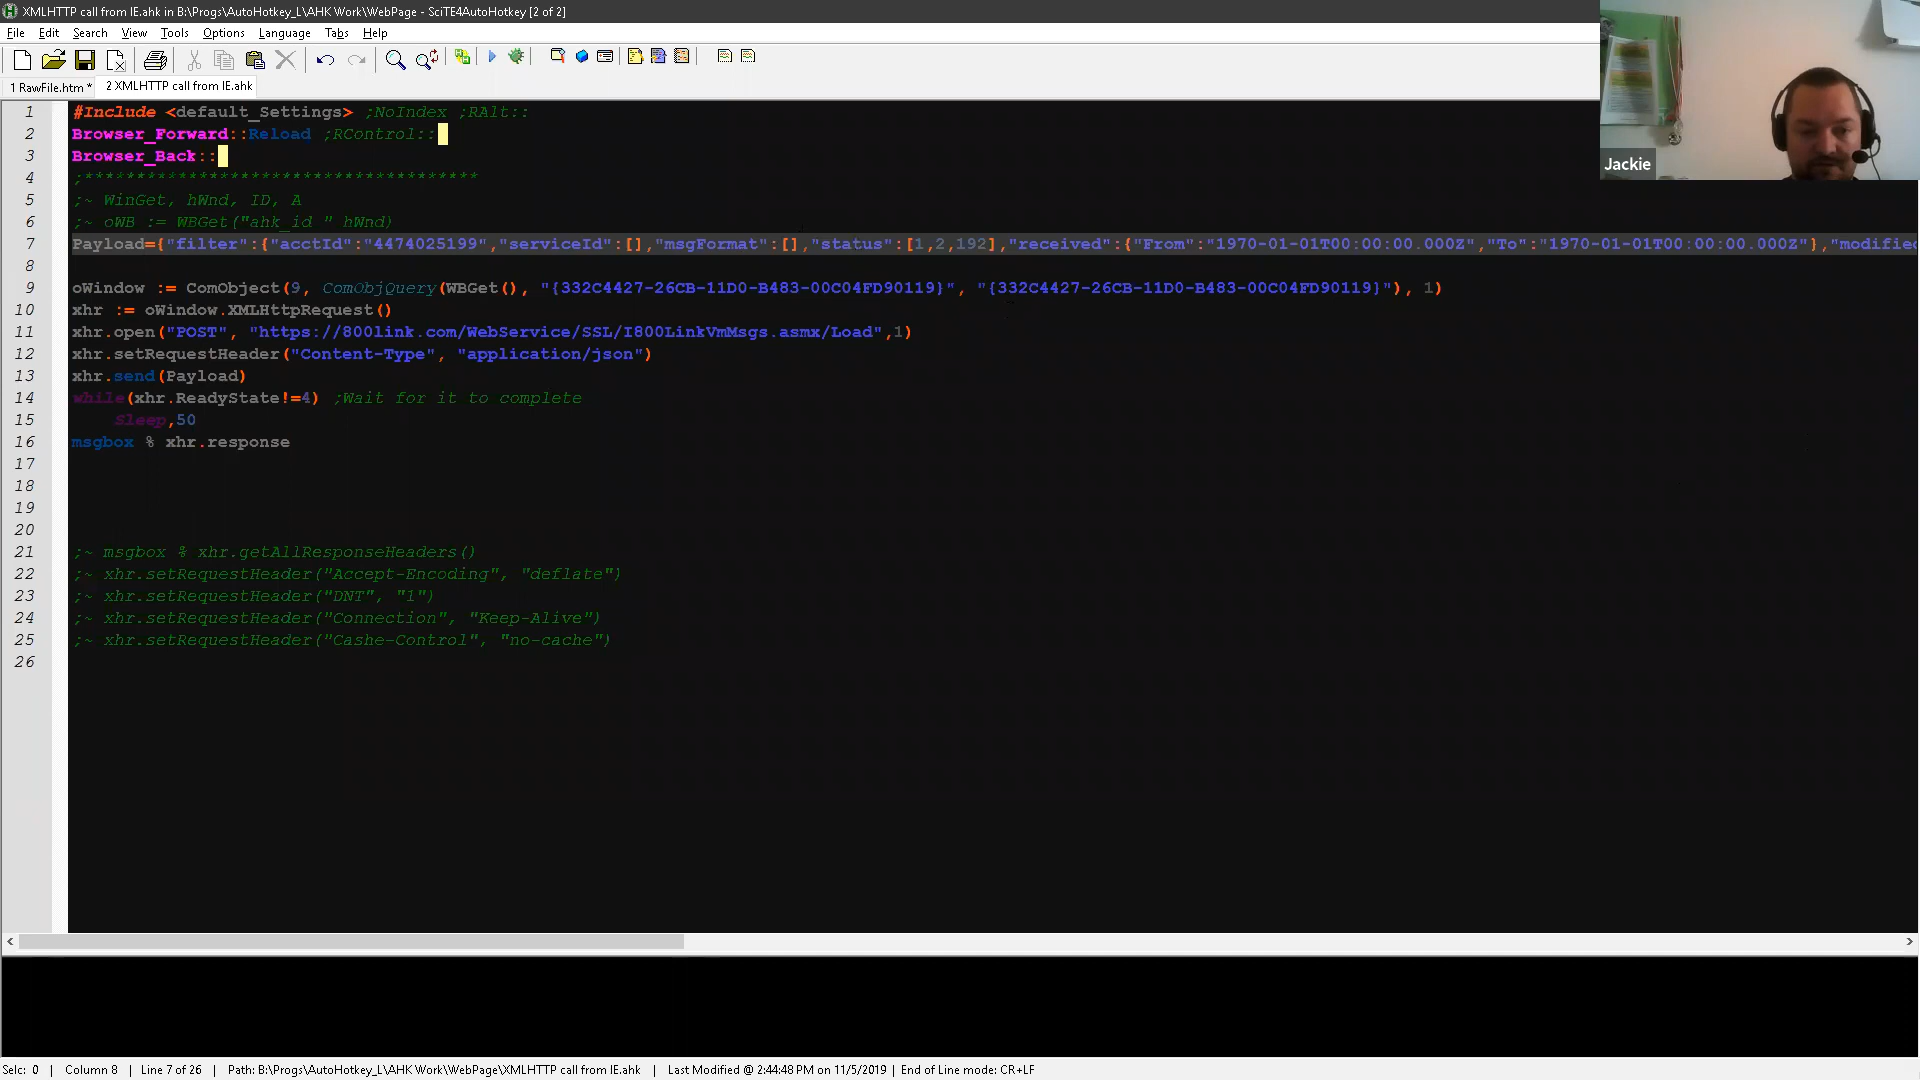 XMLHTTP call from IE.ahk in B:\Progs\AutoHotkey_L\AHK Work\WebPage - SciTE4AutoHotkey [2 of 2]
File Edit Search View Tools Options Language Tabs Help
1 RawFile.htm * 2 XMLHTTP call from IE.ahk
Jackie
1 #Include <default_Settings> ;NoIndex ;RAlt::
2 Browser_Forward::Reload ;RControl::
3 Browser_Back::
4 ;**************************************
5 ;~ WinGet, hWnd, ID, A
6 ;~ oWB := WBGet("ahk_id " hWnd)
7 Payload={"filter":{"acctId":"4474025199","serviceId":[],"msgFormat":[],"status":[1,2,192],"received":{"From":"1970-01-01T00:00:00.000Z","To":"1970-01-01T00:00:00.000Z"},"modified
8
9 oWindow := ComObject(9, ComObjQuery(WBGet(), "{332C4427-26CB-11D0-B483-00C04FD90119}", "{332C4427-26CB-11D0-B483-00C04FD90119}"), 1)
10 xhr := oWindow.XMLHttpRequest()
11 xhr.open("POST", "https://800link.com/WebService/SSL/I800LinkVmMsgs.asmx/Load",1)
12 xhr.setRequestHeader("Content-Type", "application/json")
13 xhr.send(Payload)
14 while(xhr.ReadyState!=4) ;Wait for it to complete
15 Sleep,50
16 msgbox % xhr.response
17
18
19
20
21 ;~ msgbox % xhr.getAllResponseHeaders()
22 ;~ xhr.setRequestHeader("Accept-Encoding", "deflate")
23 ;~ xhr.setRequestHeader("DNT", "1")
24 ;~ xhr.setRequestHeader("Connection", "Keep-Alive")
25 ;~ xhr.setRequestHeader("Cashe-Control", "no-cache")
26
Selc: 0 | Column 8 | Line 7 of 26 | Path: B:\Progs\AutoHotkey_L\AHK Work\WebPage\XMLHTTP call from IE.ahk | Last Modified @ 2:44:48 PM on 11/5/2019 | End of Line mode: CR+LF